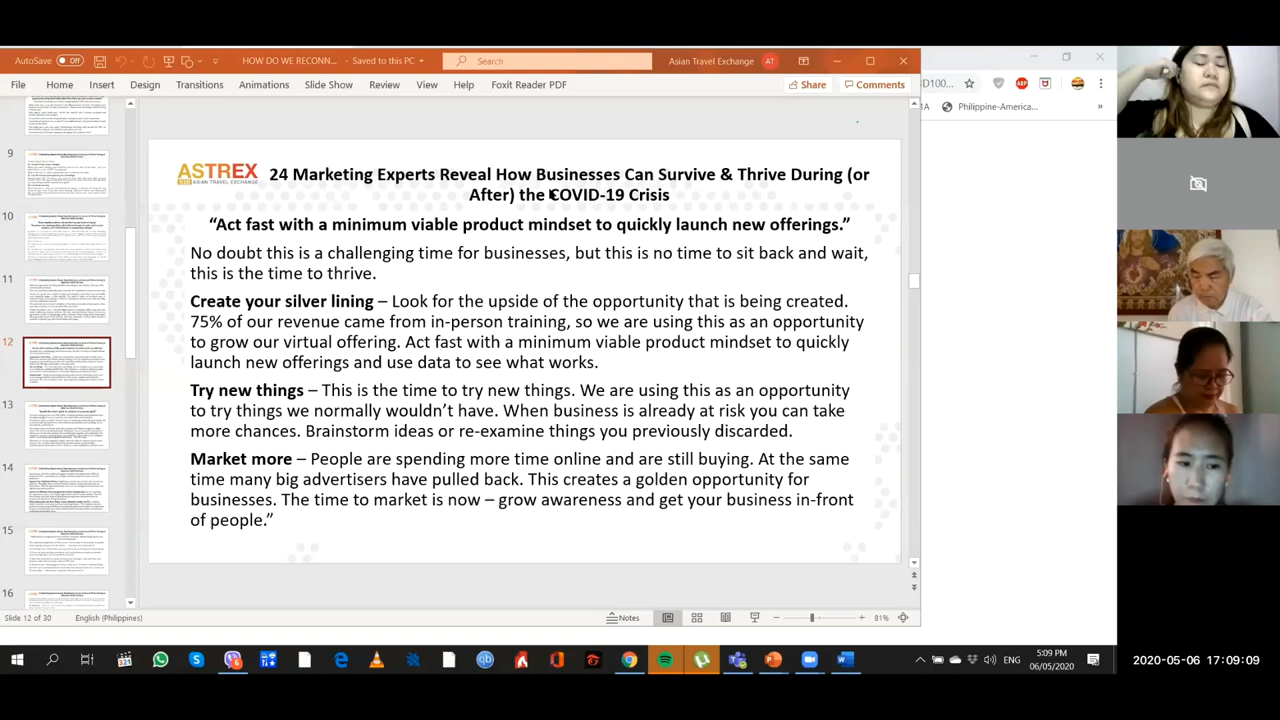 AutoSave Off HOW DO WE RECONN... - Saved to this PC Search Asian Travel Exchange AT
File Home Insert Draw Design Transitions Animations Slide Show Review View Help Foxit Reader PDF Share Comments
Philippine-America...
ASTREX
ASIAN TRAVEL EXCHANGE
24 Marketing Experts Reveal How Businesses Can Survive & Thrive During (or
After) the COVID-19 Crisis
“Act fast with a minimum viable product mindset to quickly launch new offerings.”
No doubt this is a challenging time for businesses, but this is no time to sit back and wait,
this is the time to thrive.
Create your silver lining – Look for the upside of the opportunity that is being created.
75% of our revenue came from in-person training, so we are using this as an opportunity
to grow our virtual offering. Act fast with a minimum viable product mindset to quickly
launch new offerings and use data to see what works.
Try new things – This is the time to try new things. We are using this as an opportunity
to try things we normally wouldn’t have. When business is already at risk you can take
more chances. Brainstorm ideas or re-examine things you previously discarded.
Market more – People are spending more time online and are still buying. At the same
time many big advertisers have pulled back. This creates a golden opportunity for
businesses. The time to market is now – grow awareness and get your business in-front
of people.”
9
10
11
12
13
14
15
16
Slide 12 of 30 English (Philippines) Notes 81%
ENG 5:09 PM
06/05/2020
2020-05-06 17:09:09